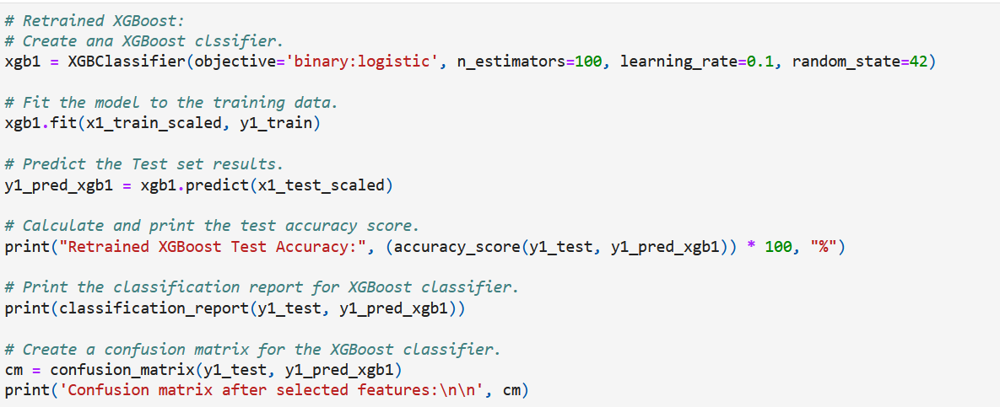 # Retrained XGBoost:
# Create ana XGBoost clssifier.
xgb1 = XGBClassifier(objective='binary:logistic', n_estimators=100, learning_rate=0.1, random_state=42)
# Fit the model to the training data.
xgb1.fit(x1_train_scaled, y1_train)
# Predict the Test set results.
y1_pred_xgb1 = xgb1.predict(x1_test_scaled)
# Calculate and print the test accuracy score.
print("Retrained XGBoost Test Accuracy:", (accuracy_score(y1_test, y1_pred_xgb1)) * 100, "%")
# Print the classification report for XGBoost classifier.
print(classification_report(y1_test, y1_pred_xgb1))
# Create a confusion matrix for the XGBoost classifier.
cm = confusion_matrix(y1_test, y1_pred_xgb1)
print('Confusion matrix after selected features:\n\n', cm)